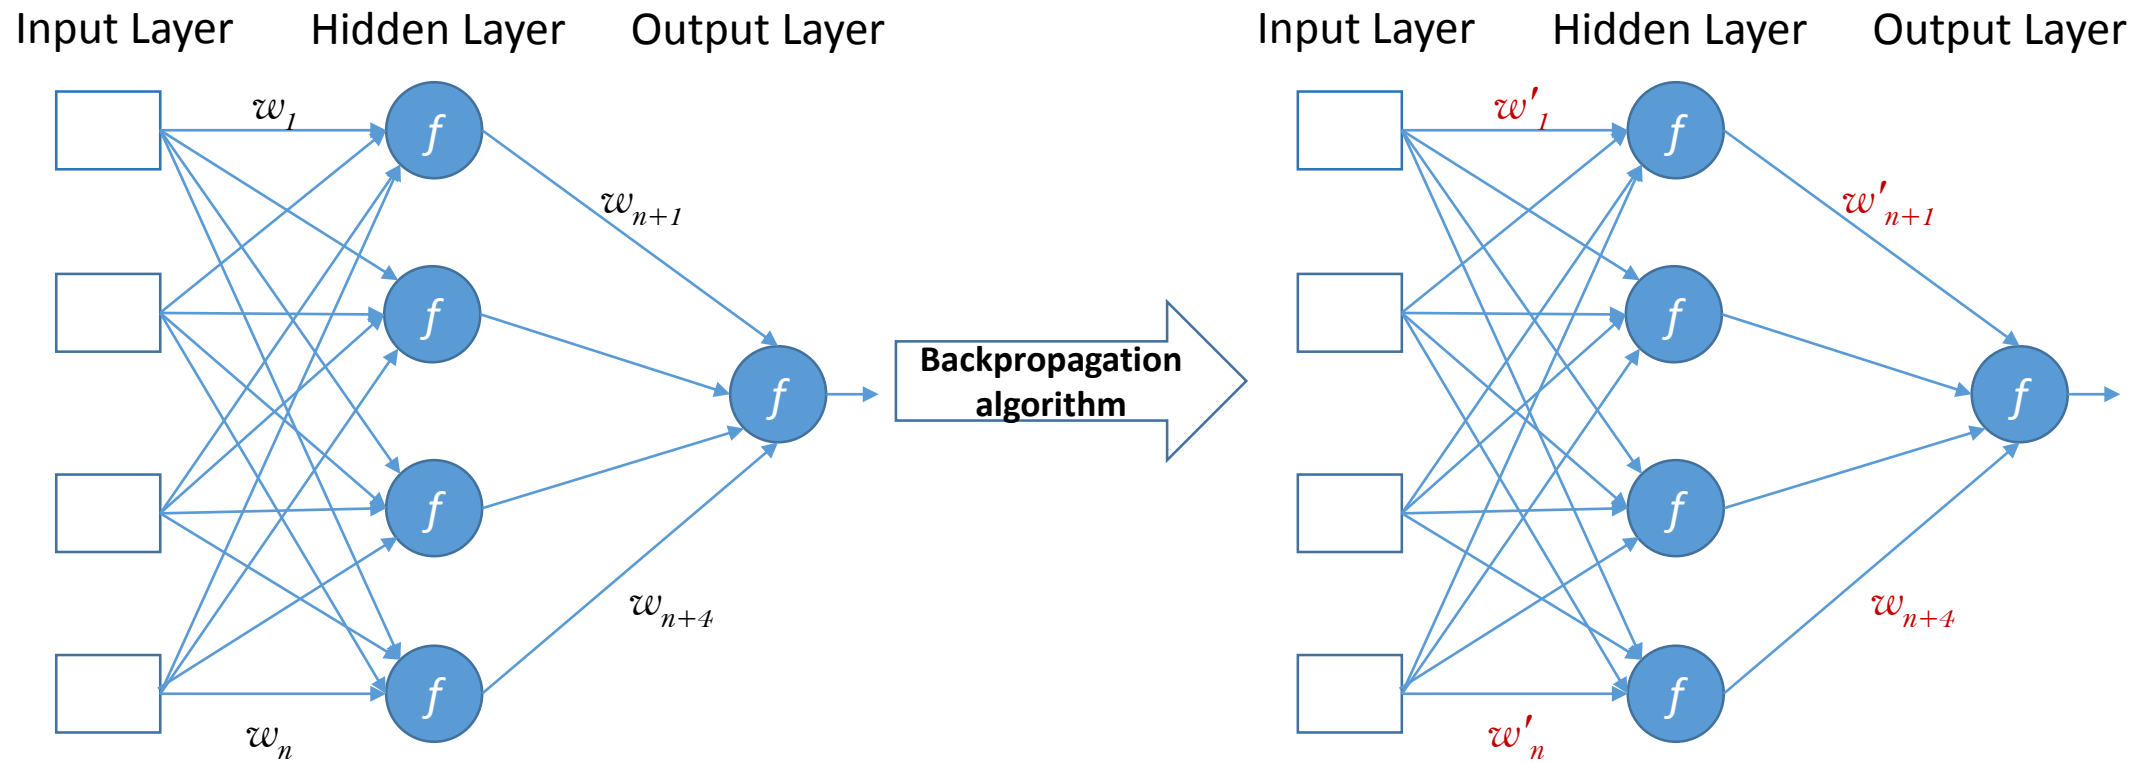 Input Layer Hidden Layer Output Layer
w1 f
wn+1
f
f
f
wn+4
f
wn
Backpropagation
algorithm
Input Layer Hidden Layer Output Layer
w'1 f
w'n+1
f
f
f
wn+4
f
w'n